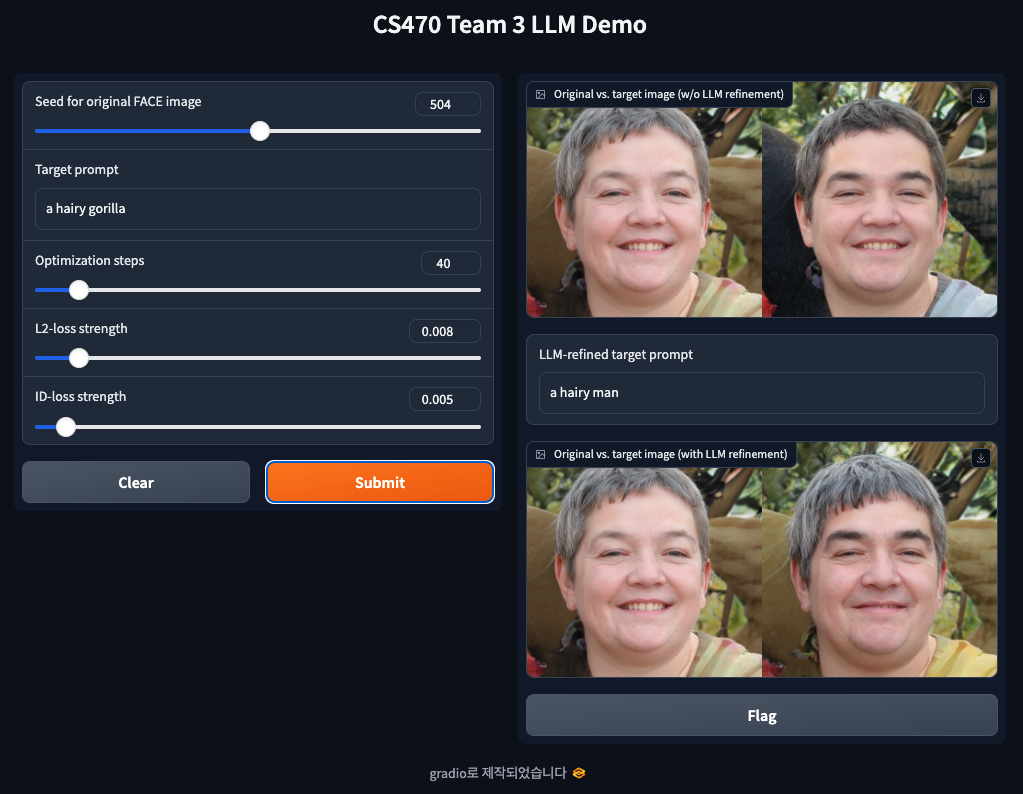 CS470 Team 3 LLM Demo
Seed for original FACE image
504
Target prompt
a hairy gorilla
Optimization steps
40
L2-loss strength
0.008
ID-loss strength
0.005
Clear
Submit
Original vs. target image (w/o LLM refinement)
LLM-refined target prompt
a hairy man
Original vs. target image (with LLM refinement)
Flag
gradio로 제작되었습니다